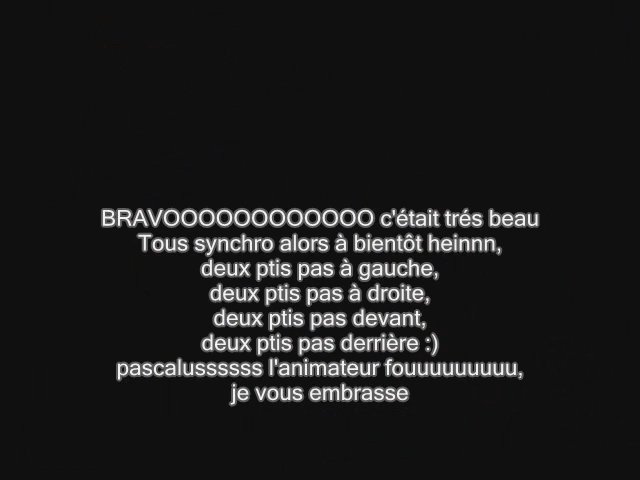 BRAVOOOOOOOOOOOO c'était trés beau
Tous synchro alors à bientôt heinnn,
deux ptis pas à gauche,
deux ptis pas à droite,
deux ptis pas devant,
deux ptis pas derrière :)
pascalussssss l'animateur fouuuuuuuuu,
je vous embrasse